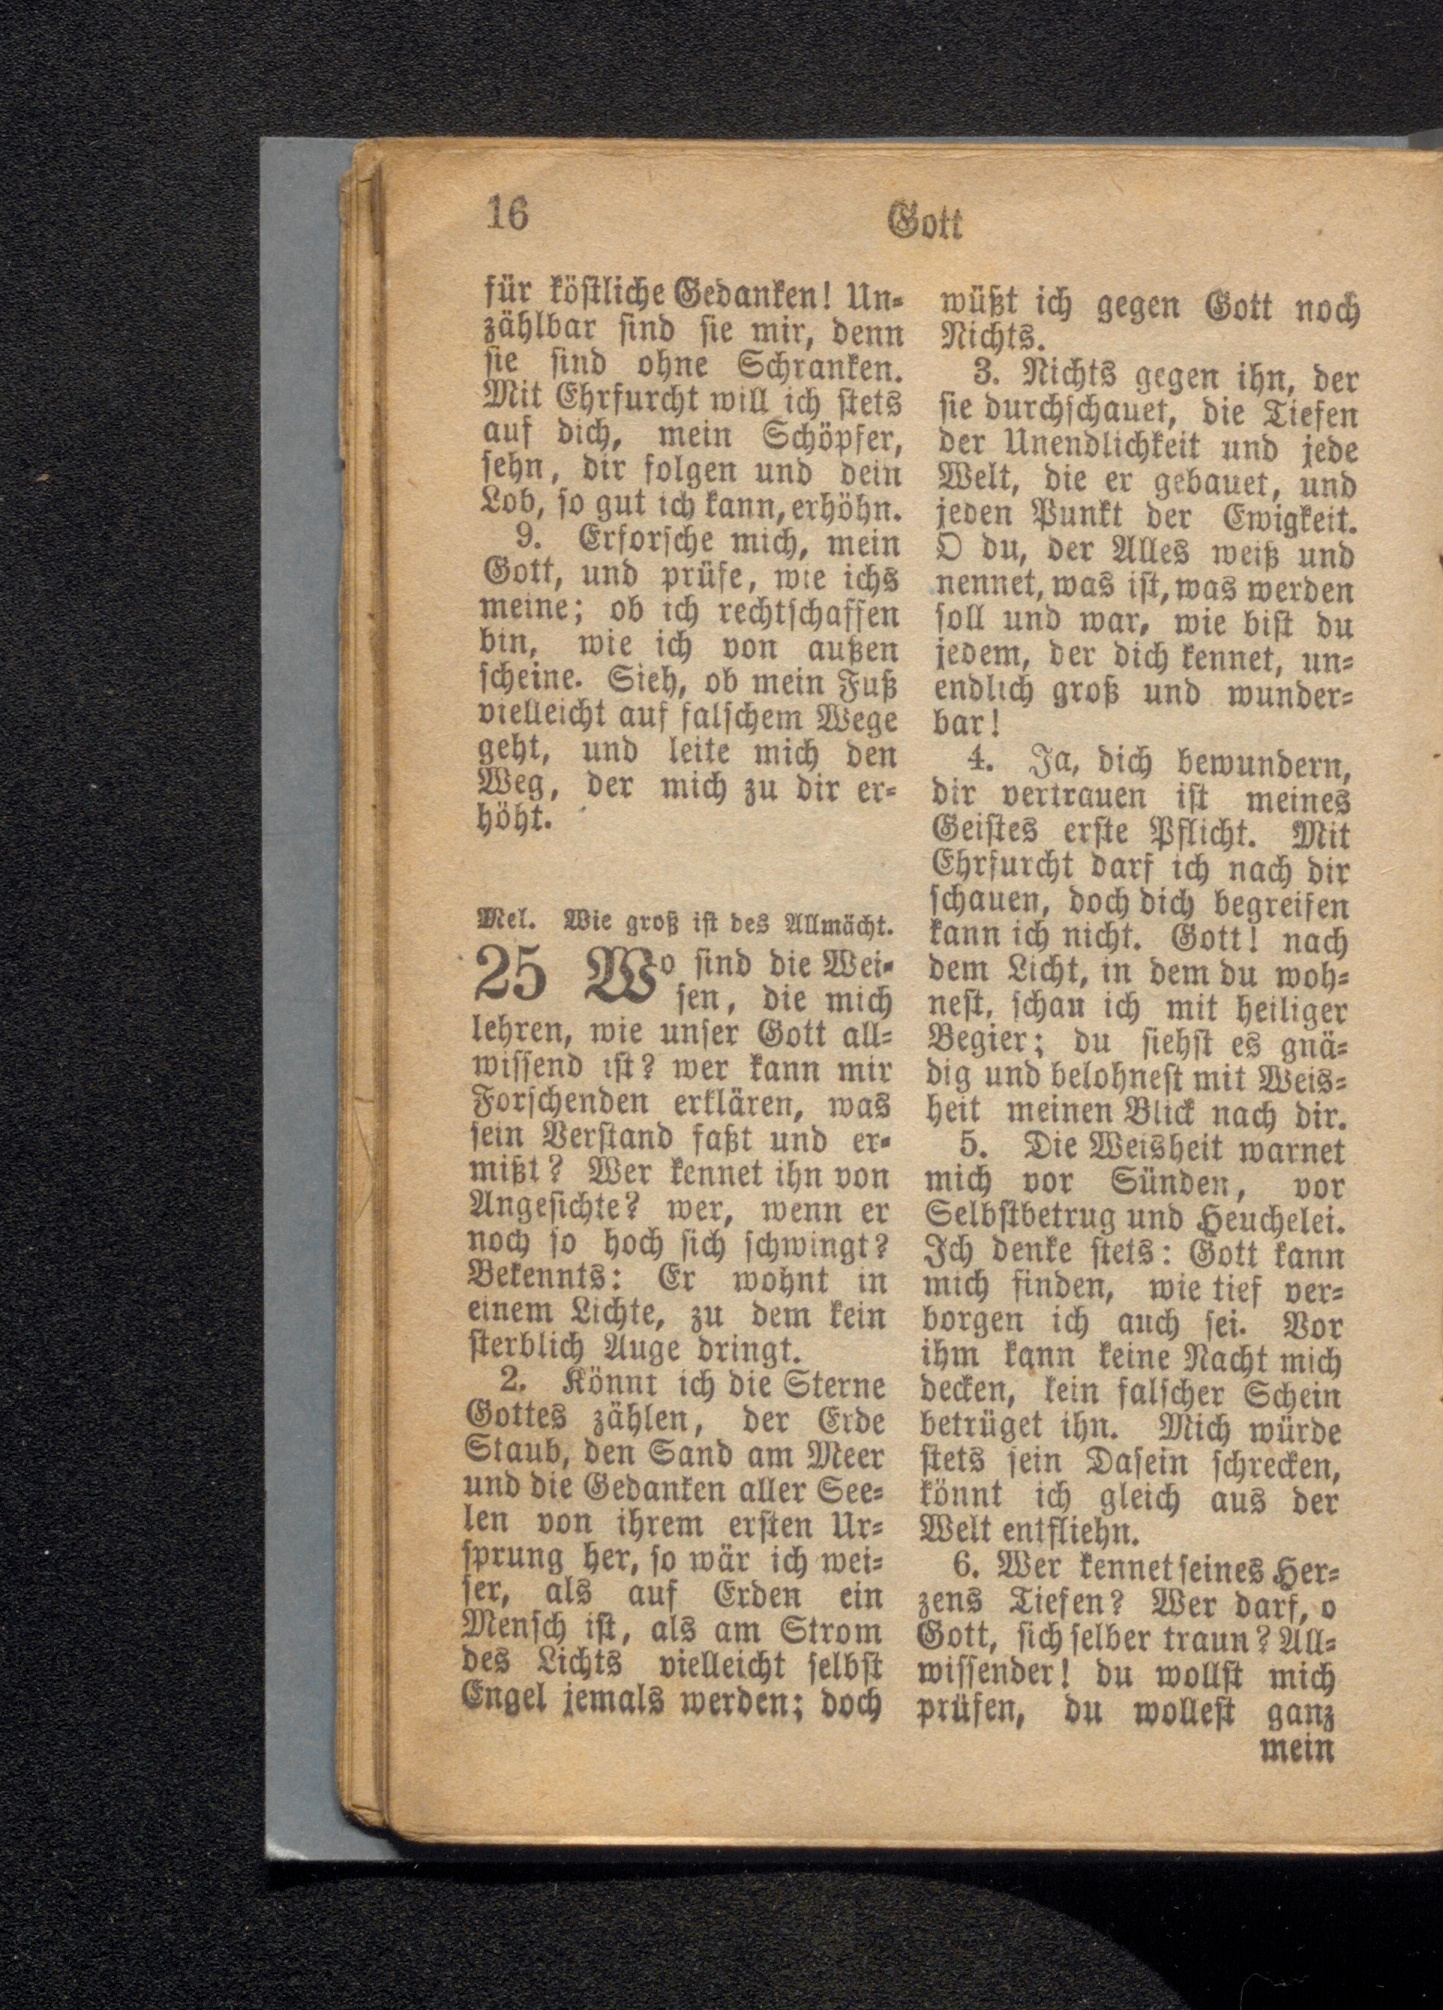 16
Gott
für köstliche Gedanken! Un-
zählbar sind sie mir, denn
sie sind ohne Schranken.
Mit Ehrfurcht will ich stets
auf dich, mein Schöpfer,
sehn, dir folgen und dein
Lob, so gut ich kann, erhöhn.
9. Erforsche mich, mein
Gott, und prüfe, wie ichs
meine; ob ich rechtschaffen
bin, wie ich von außen
scheine. Sieh, ob mein Fuß
vielleicht auf falschem Wege
geht, und leite mich den
Weg, der mich zu dir er-
höht.
Mel. Wie groß ist des Allmächt.
25 Wo sind die Wei-
sen, die mich
lehren, wie unser Gott all-
wissend ist? wer kann mir
Forschenden erklären, was
sein Verstand faßt und er-
mißt? Wer kennet ihn von
Angesichte? wer, wenn er
noch so hoch sich schwingt?
Bekennts: Er wohnt in
einem Lichte, zu dem kein
sterblich Auge dringt.
2. Könnt ich die Sterne
Gottes zählen, der Erde
Staub, den Sand am Meer
und die Gedanken aller See-
len von ihrem ersten Ur-
sprung her, so wär ich wei-
ser, als auf Erden ein
Mensch ist, als am Strom
des Lichts vielleicht selbst
Engel jemals werden; doch
wüßt ich gegen Gott noch
Nichts.
3. Nichts gegen ihn, der
sie durchschauet, die Tiefen
der Unendlichkeit und jede
Welt, die er gebauet, und
jeden Punkt der Ewigkeit.
O du, der Alles weiß und
nennet, was ist, was werden
soll und war, wie bist du
jedem, der dich kennet, un-
endlich groß und wunder-
bar!
4. Ja, dich bewundern,
dir vertrauen ist meines
Geistes erste Pflicht. Mit
Ehrfurcht darf ich nach dir
schauen, doch dich begreifen
kann ich nicht. Gott! nach
dem Licht, in dem du woh-
nest, schau ich mit heiliger
Begier; du siehst es gnä-
dig und belohnest mit Weis-
heit meinen Blick nach dir.
5. Die Weisheit warnet
mich vor Sünden, vor
Selbstbetrug und Heuchelei.
Ich denke stets: Gott kann
mich finden, wie tief ver-
borgen ich auch sei. Vor
ihm kann keine Nacht mich
decken, kein falscher Schein
betrüget ihn. Mich würde
stets sein Dasein schrecken,
könnt ich gleich aus der
Welt entfliehn.
6. Wer kennet seines Her-
zens Tiefen? Wer darf, o
Gott, sich selber traun? All-
wissender! du wollst mich
prüfen, du wollest ganz
mein